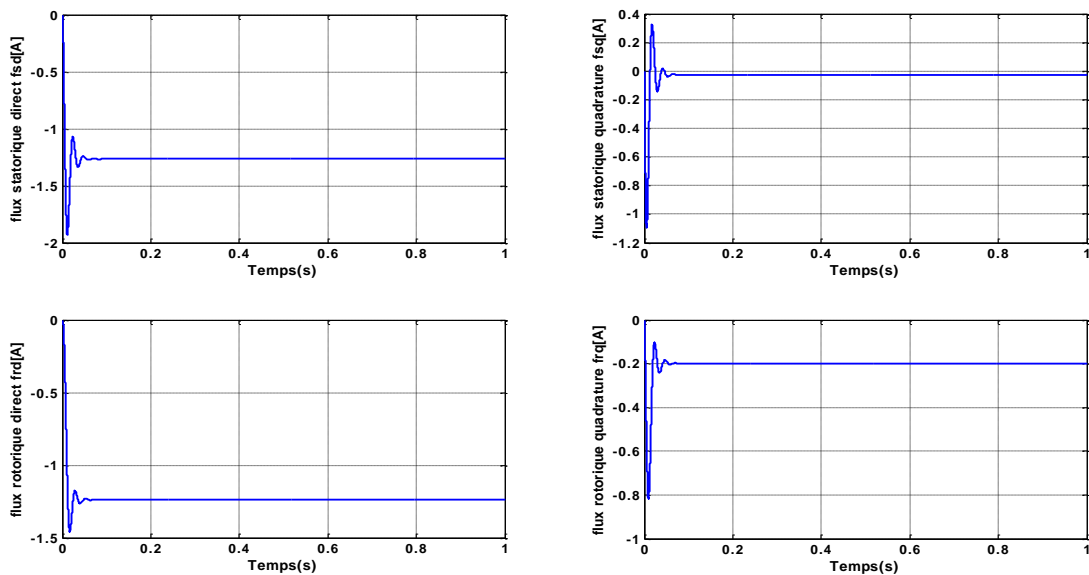 flux statorique direct fsd[A]
0
-0.5
-1
-1.5
-2
0 0.2 0.4 0.6 0.8 1
Temps(s)
flux statorique quadrature fsq[A]
0.4
0.2
0
-0.2
-0.4
-0.6
-0.8
-1
-1.2
0 0.2 0.4 0.6 0.8 1
Temps(s)
flux rotorique direct frd[A]
0
-0.5
-1
-1.5
0 0.2 0.4 0.6 0.8 1
Temps(s)
flux rotorique quadrature frq[A]
0
-0.2
-0.4
-0.6
-0.8
-1
0 0.2 0.4 0.6 0.8 1
Temps(s)